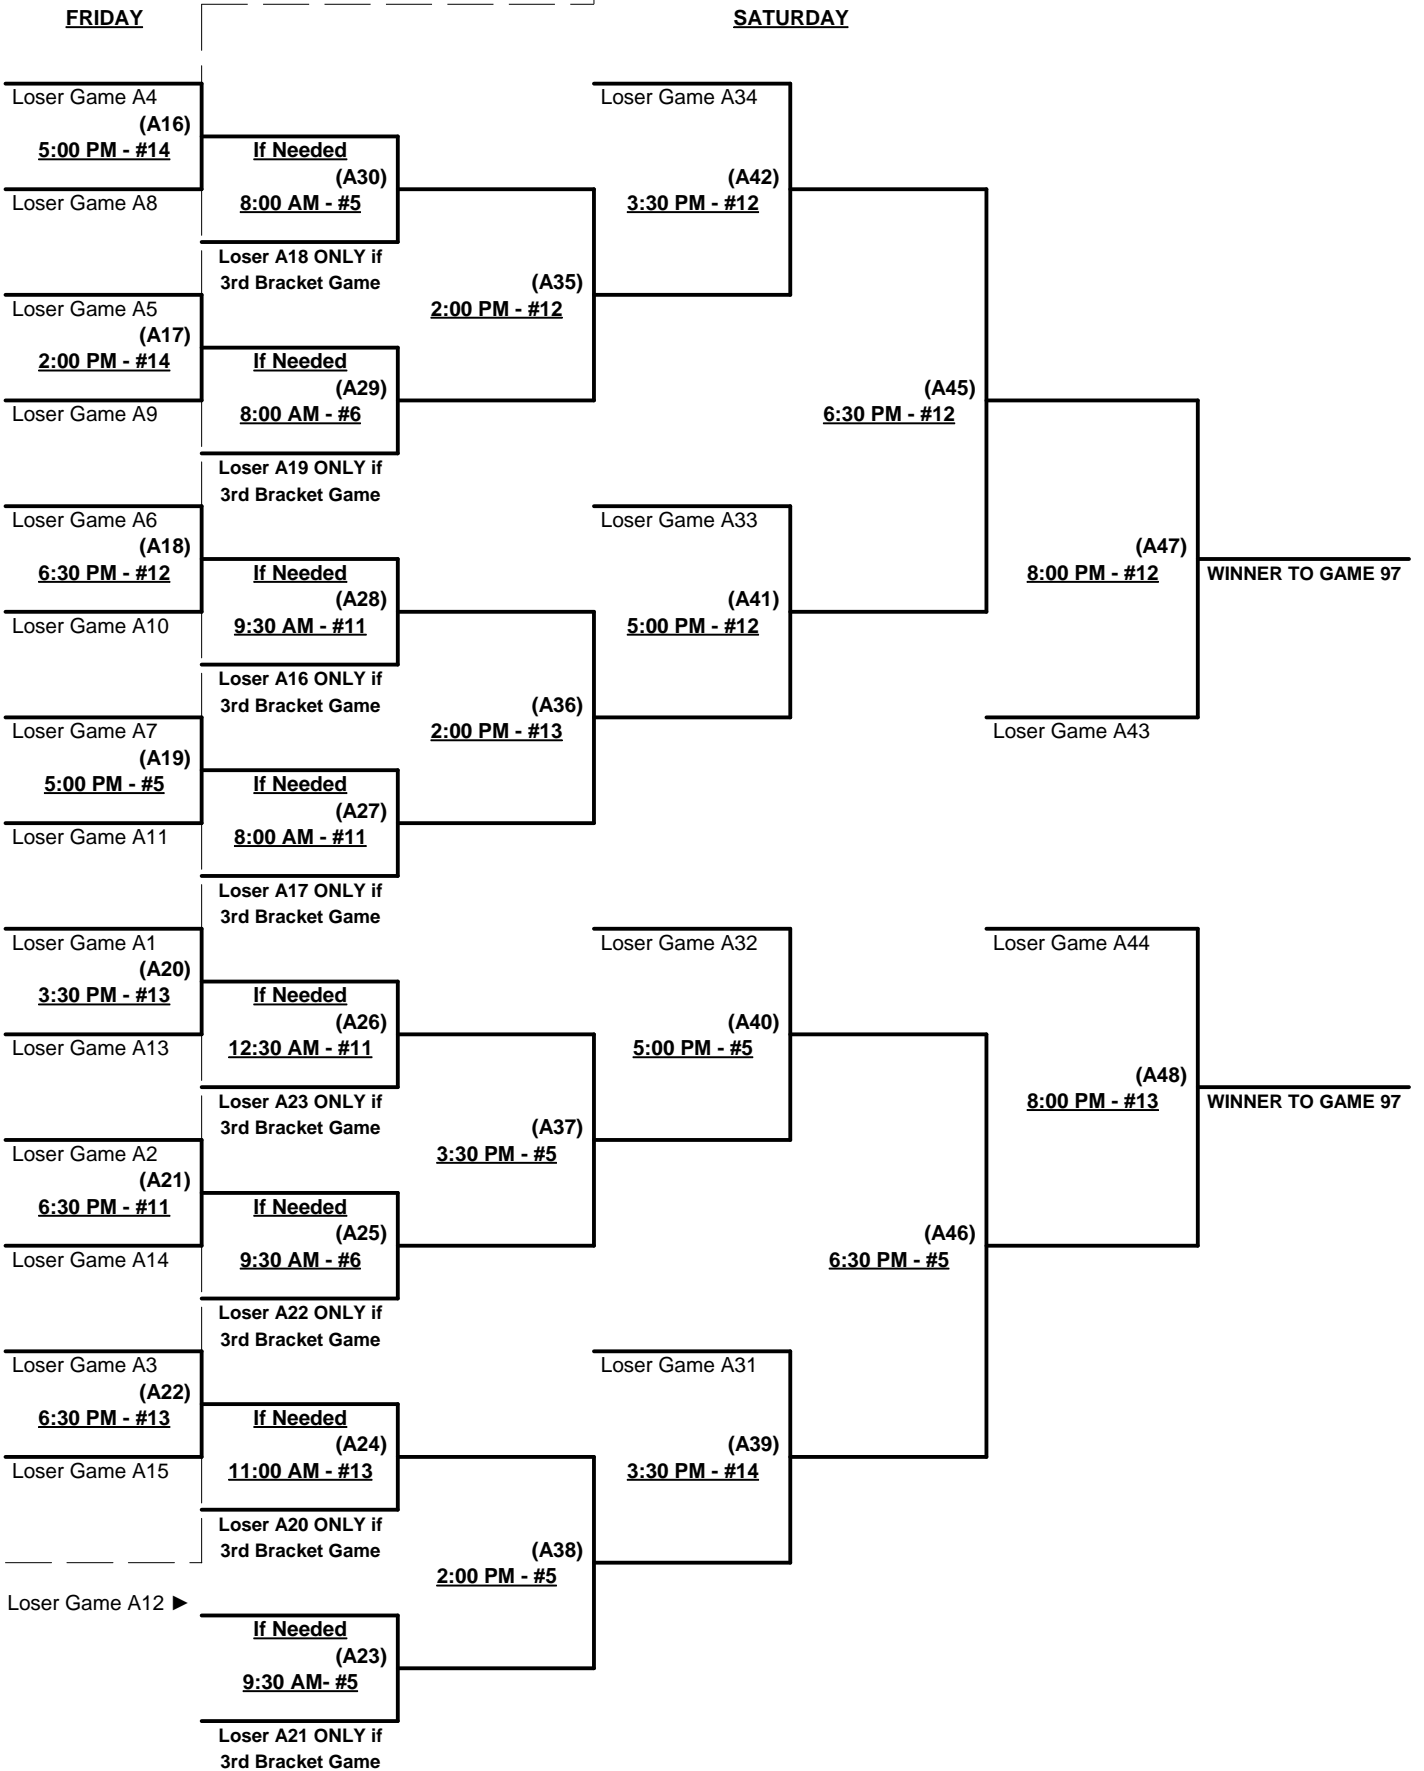 FRIDAY
SATURDAY
Loser Game A4
(A16)
5:00 PM - #14
Loser Game A8
If Needed
(A30)
8:00 AM - #5
Loser A18 ONLY if
3rd Bracket Game
Loser Game A5
(A17)
2:00 PM - #14
Loser Game A9
If Needed
(A29)
8:00 AM - #6
Loser A19 ONLY if
3rd Bracket Game
Loser Game A6
(A18)
6:30 PM - #12
Loser Game A10
If Needed
(A28)
9:30 AM - #11
Loser A16 ONLY if
3rd Bracket Game
Loser Game A7
(A19)
5:00 PM - #5
Loser Game A11
If Needed
(A27)
8:00 AM - #11
Loser A17 ONLY if
3rd Bracket Game
Loser Game A1
(A20)
3:30 PM - #13
Loser Game A13
If Needed
(A26)
12:30 AM - #11
Loser A23 ONLY if
3rd Bracket Game
Loser Game A2
(A21)
6:30 PM - #11
Loser Game A14
If Needed
(A25)
9:30 AM - #6
Loser A22 ONLY if
3rd Bracket Game
Loser Game A3
(A22)
6:30 PM - #13
Loser Game A15
If Needed
(A24)
11:00 AM - #13
Loser A20 ONLY if
3rd Bracket Game
Loser Game A12 ►
If Needed
(A23)
9:30 AM- #5
Loser A21 ONLY if
3rd Bracket Game
(A35)
2:00 PM - #12
(A36)
2:00 PM - #13
(A37)
3:30 PM - #5
(A38)
2:00 PM - #5
Loser Game A34
(A42)
3:30 PM - #12
Loser Game A33
(A41)
5:00 PM - #12
Loser Game A32
(A40)
5:00 PM - #5
Loser Game A31
(A39)
3:30 PM - #14
(A45)
6:30 PM - #12
(A46)
6:30 PM - #5
(A47)
8:00 PM - #12
Loser Game A43
WINNER TO GAME 97
Loser Game A44
(A48)
8:00 PM - #13
WINNER TO GAME 97